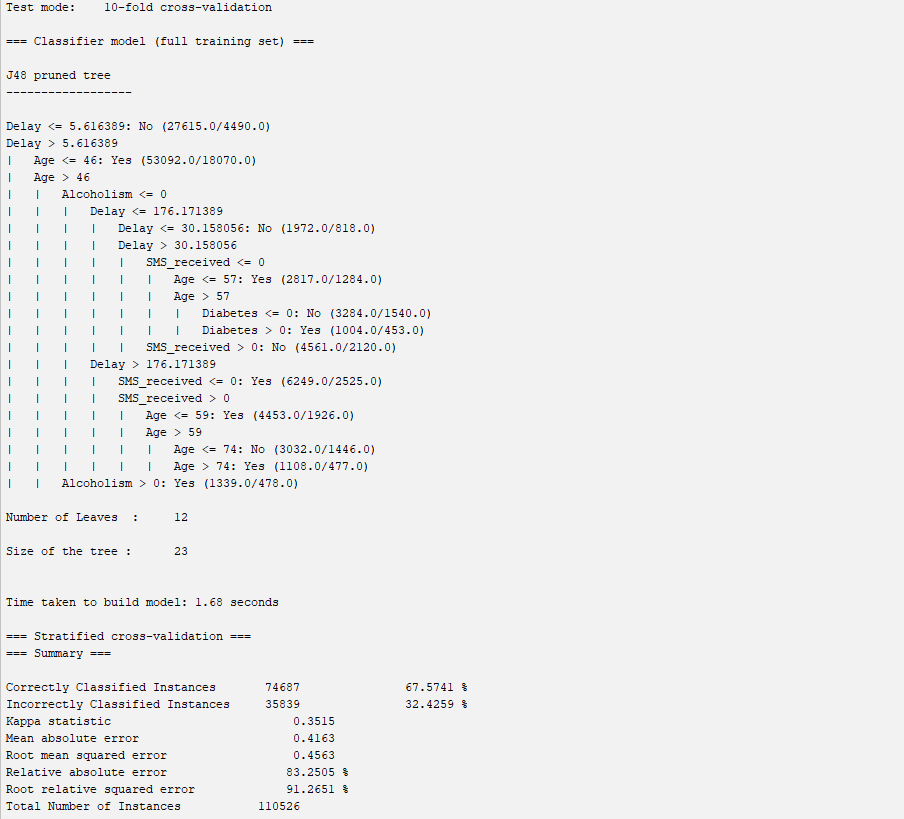 Test mode:    10-fold cross-validation

=== Classifier model (full training set) ===

J48 pruned tree
------------------

Delay <= 5.616389: No (27615.0/4490.0)
Delay > 5.616389
|   Age <= 46: Yes (53092.0/18070.0)
|   Age > 46
|   |   Alcoholism <= 0
|   |   |   Delay <= 176.171389
|   |   |   |   Delay <= 30.158056: No (1972.0/818.0)
|   |   |   |   Delay > 30.158056
|   |   |   |   |   SMS_received <= 0
|   |   |   |   |   |   Age <= 57: Yes (2817.0/1284.0)
|   |   |   |   |   |   Age > 57
|   |   |   |   |   |   |   Diabetes <= 0: No (3284.0/1540.0)
|   |   |   |   |   |   |   Diabetes > 0: Yes (1004.0/453.0)
|   |   |   |   |   SMS_received > 0: No (4561.0/2120.0)
|   |   |   Delay > 176.171389
|   |   |   |   SMS_received <= 0: Yes (6249.0/2525.0)
|   |   |   |   SMS_received > 0
|   |   |   |   |   Age <= 59: Yes (4453.0/1926.0)
|   |   |   |   |   Age > 59
|   |   |   |   |   |   Age <= 74: No (3032.0/1446.0)
|   |   |   |   |   |   Age > 74: Yes (1108.0/477.0)
|   |   Alcoholism > 0: Yes (1339.0/478.0)

Number of Leaves  :     12

Size of the tree :      23


Time taken to build model: 1.68 seconds

=== Stratified cross-validation ===
=== Summary ===

Correctly Classified Instances       74687               67.5741 %
Incorrectly Classified Instances     35839               32.4259 %
Kappa statistic                          0.3515
Mean absolute error                      0.4163
Root mean squared error                  0.4563
Relative absolute error                 83.2505 %
Root relative squared error             91.2651 %
Total Number of Instances           110526